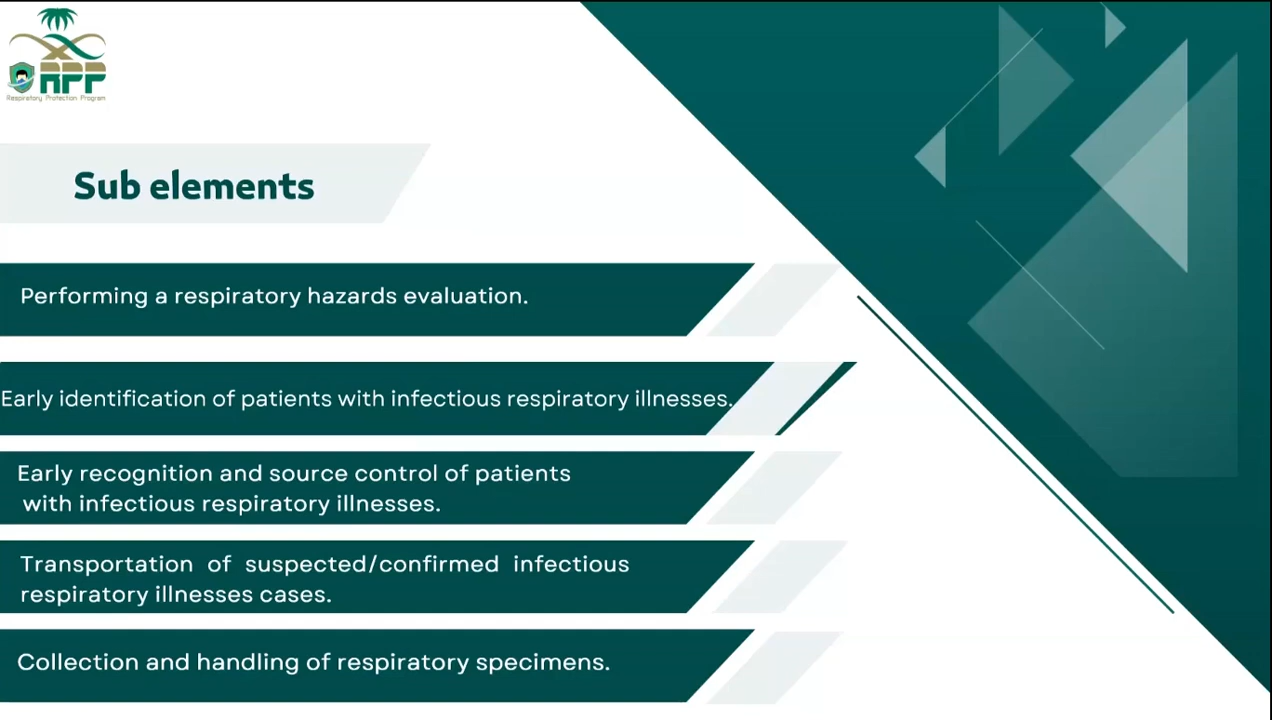 RPP
Respiratory Protection Program
Sub elements
Performing a respiratory hazards evaluation.
Early identification of patients with infectious respiratory illnesses.
Early recognition and source control of patients
with infectious respiratory illnesses.
Transportation of suspected/confirmed infectious
respiratory illnesses cases.
Collection and handling of respiratory specimens.